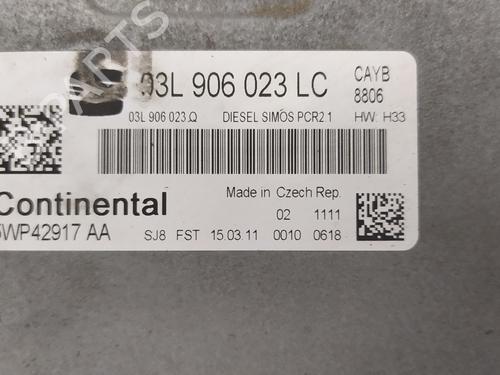 03L 906 023 LC
CAYB
8806
03L 906 023.Q DIESEL SIMOS PCR2.1 HW: H33
Continental
Made in Czech Rep.
02 1111
5WP42917 AA SJ8 FST 15.03.11 0010 0618
PARTS